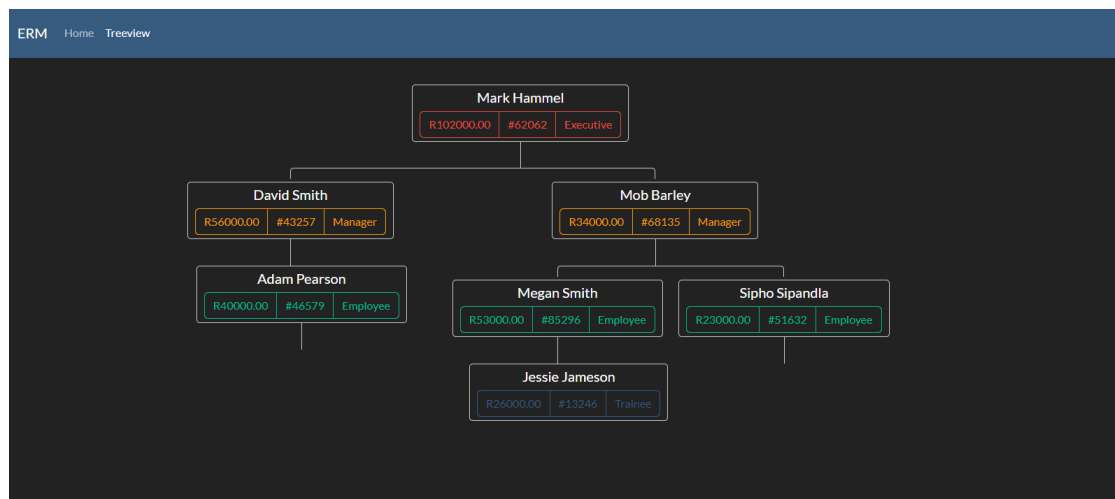 ERM Home Treeview
Mark Hammel
R102000.00 #62062 Executive
David Smith
R56000.00 #43257 Manager
Mob Barley
R34000.00 #68135 Manager
Adam Pearson
R40000.00 #46579 Employee
Megan Smith
R53000.00 #85296 Employee
Sipho Sipandla
R23000.00 #51632 Employee
Jessie Jameson
R26000.00 #13246 Trainee